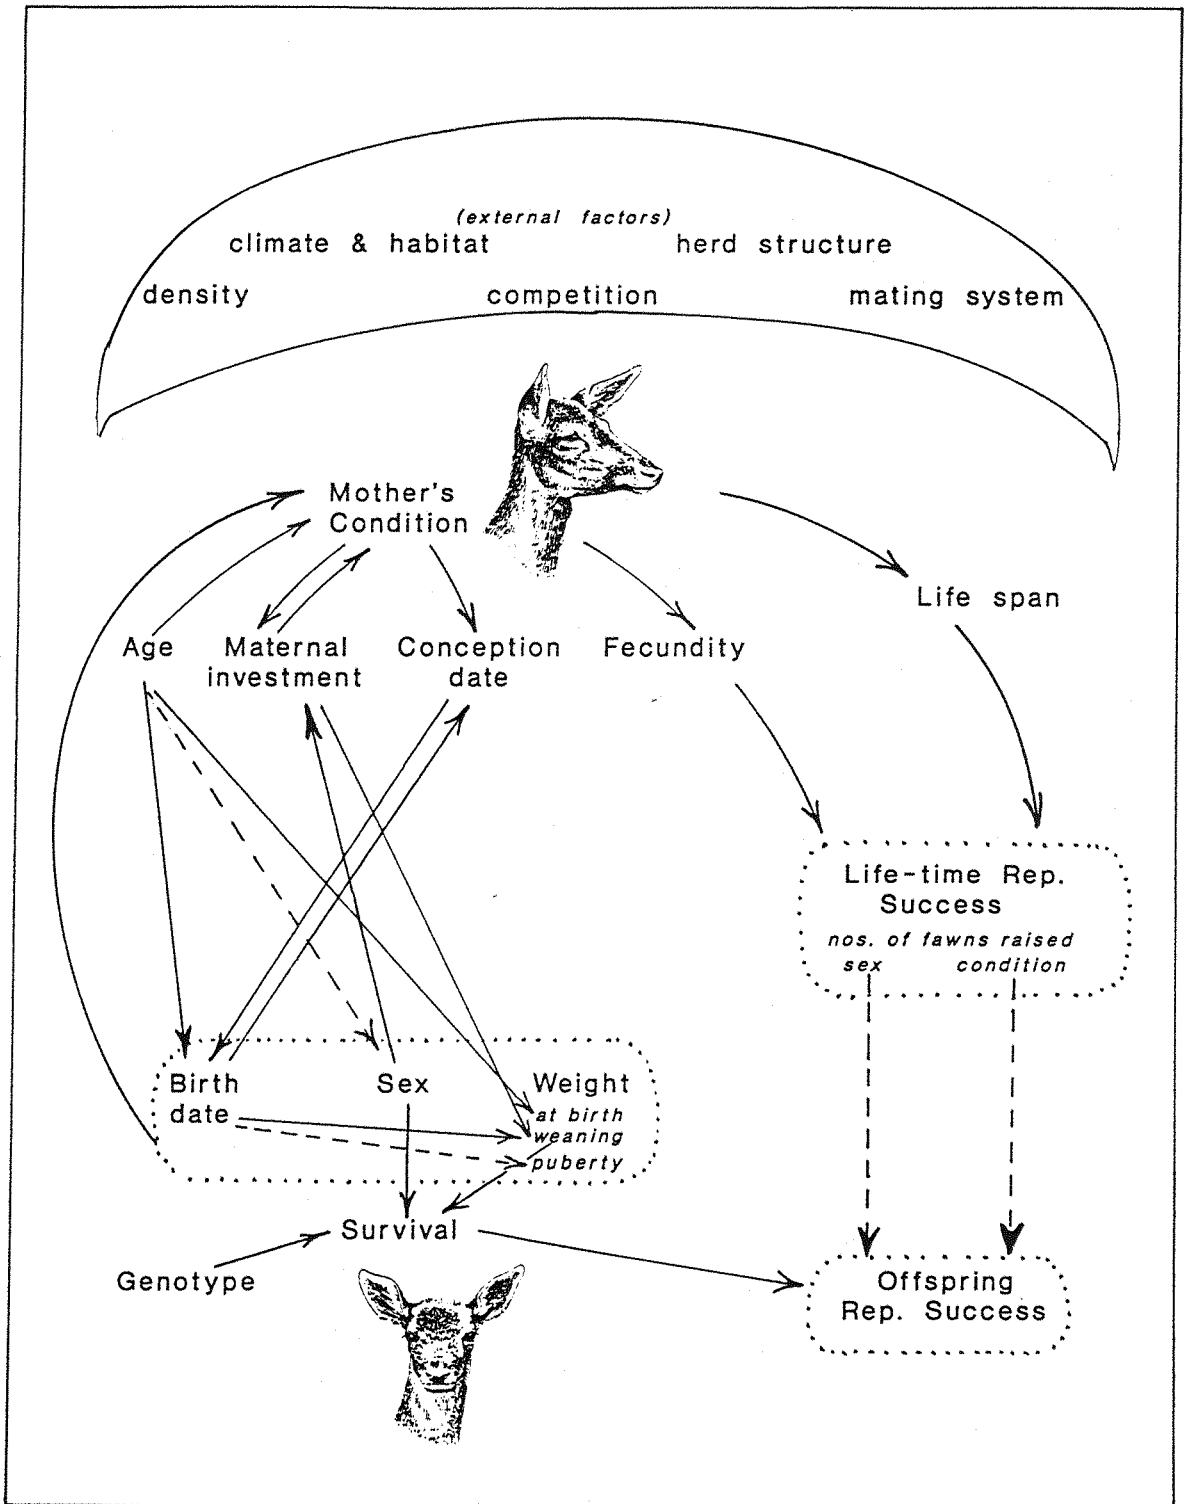 (external factors)
climate & habitat herd structure
density competition mating system
Mother's
Condition
Life span
Age Maternal Conception Fecundity
investment date
Life-time Rep.
Success
nos. of fawns raised
sex condition
Birth Sex Weight
date at birth
weaning
puberty
Survival
Genotype
Offspring
Rep. Success